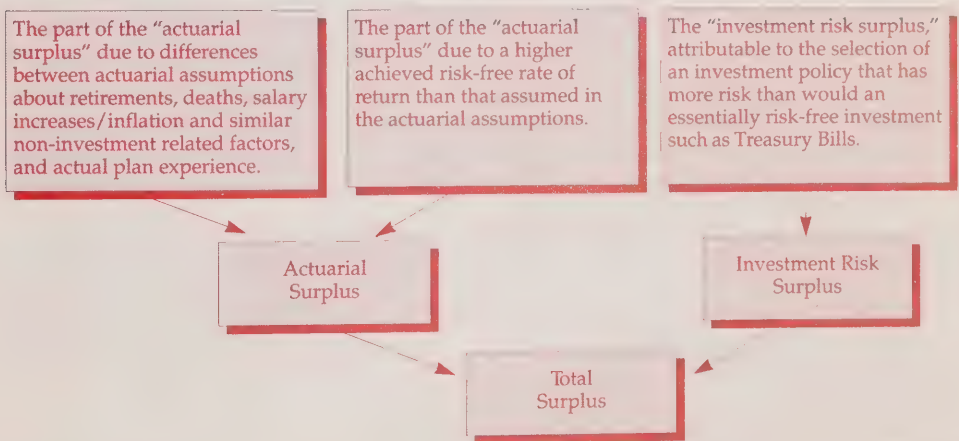 The part of the “actuarial
surplus” due to differences
between actuarial assumptions
about retirements, deaths, salary
increases/inflation and similar
non-investment related factors,
and actual plan experience.
The part of the “actuarial
surplus” due to a higher
achieved risk-free rate of
return than that assumed in
the actuarial assumptions.
The “investment risk surplus,”
attributable to the selection of
an investment policy that has
more risk than would an
essentially risk-free investment
such as Treasury Bills.
Actuarial
Surplus
Investment Risk
Surplus
Total
Surplus